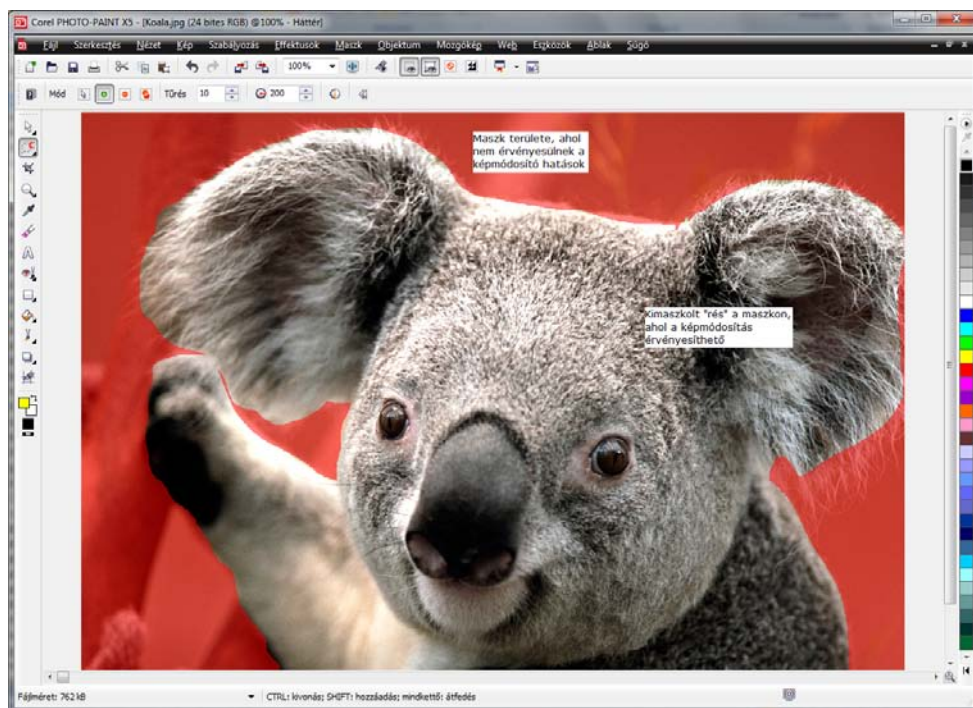 Corel PHOTO-PAINT X5 - [Koala.jpg (24 bites RGB) @100% - Háttér]
Fájl Szerkesztés Nézet Kép Szabályozás Effektusok Maszk Objektum Mozgókép Web Eszközök Ablak Súgó
100%
Mód Tűrés 10 200
Maszk területe, ahol
nem érvényesülnek a
képmódosító hatások
Kimaszkolt "rés" a maszkon,
ahol a képmódosítás
érvényesíthető
Fájlméret: 762 kB CTRL: kivonás; SHIFT: hozzáadás; mindkettő: átfedés